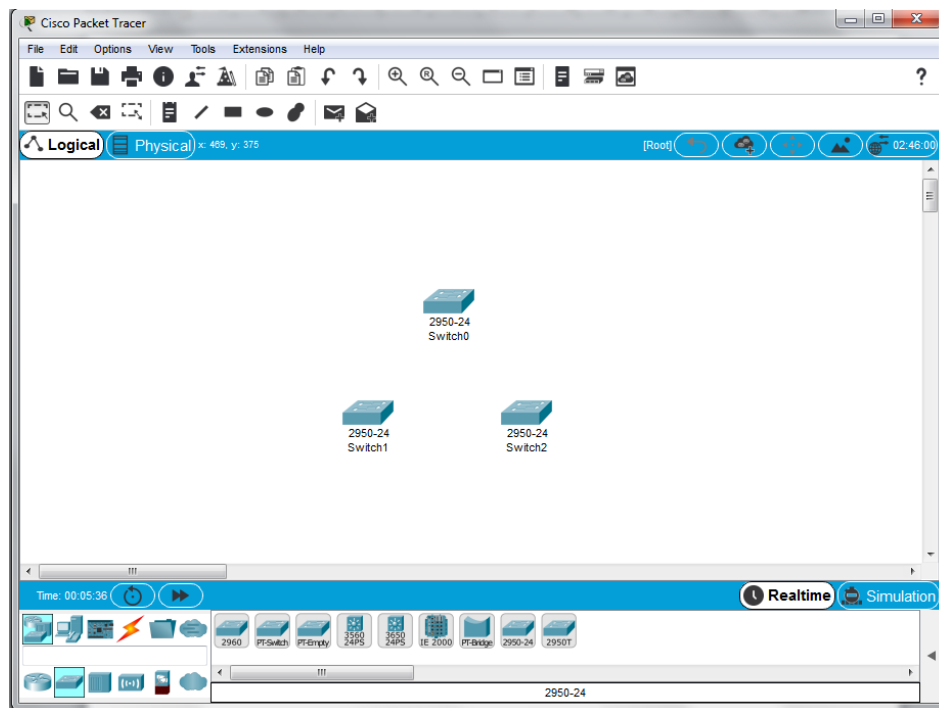 Cisco Packet Tracer
File Edit Options View Tools Extensions Help
?
Logical Physical x: 469, y: 375 [Root] 02:46:00
2950-24
Switch0
2950-24
Switch1
2950-24
Switch2
Time: 00:05:36 Realtime Simulation
2960 PT-Switch PT-Empty 3560 24PS 3650 24PS IE 2000 PT-Bridge 2950-24 2950T
2950-24